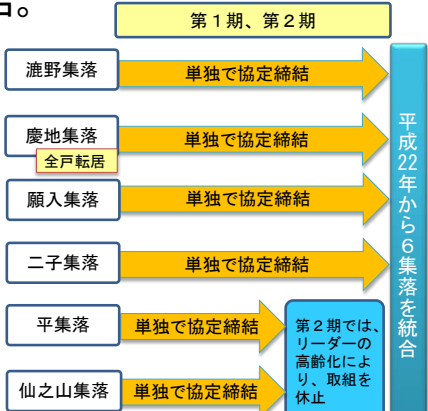 第１期、第２期
漉野集落
単独で協定締結
慶地集落
全戸転居
単独で協定締結
願入集落
単独で協定締結
二子集落
単独で協定締結
平集落
単独で協定締結
仙之山集落
単独で協定締結
第２期では、
リーダーの
高齢化によ
り、取組を
休止
平成22年から６集落を統合